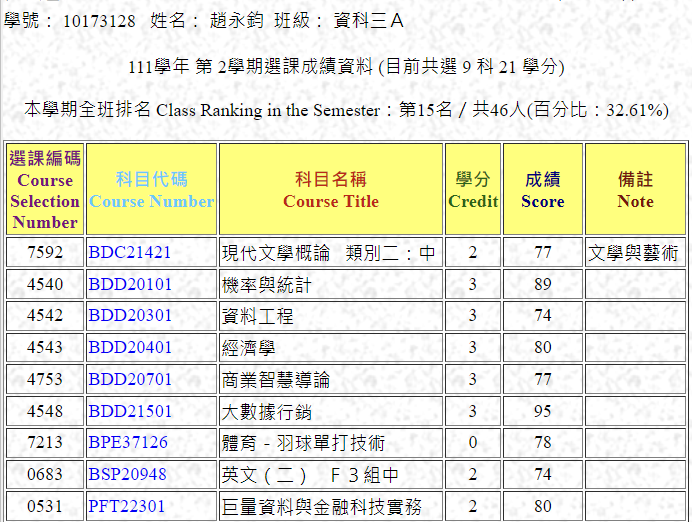 學號： 10173128 姓名： 趙永鈞 班級： 資科三Ａ
111學年 第 2學期選課成績資料 (目前共選 9 科 21 學分)
本學期全班排名 Class Ranking in the Semester：第15名 / 共46人(百分比：32.61%)
選課編碼 Course Selection Number 科目代碼 Course Number 科目名稱 Course Title 學分 Credit 成績 Score 備註 Note
7592 BDC21421 現代文學概論 類別二：中 2 77 文學與藝術
4540 BDD20101 機率與統計 3 89
4542 BDD20301 資料工程 3 74
4543 BDD20401 經濟學 3 80
4753 BDD20701 商業智慧導論 3 77
4548 BDD21501 大數據行銷 3 95
7213 BPE37126 體育－羽球單打技術 0 78
0683 BSP20948 英文（二） Ｆ３組中 2 74
0531 PFT22301 巨量資料與金融科技實務 2 80